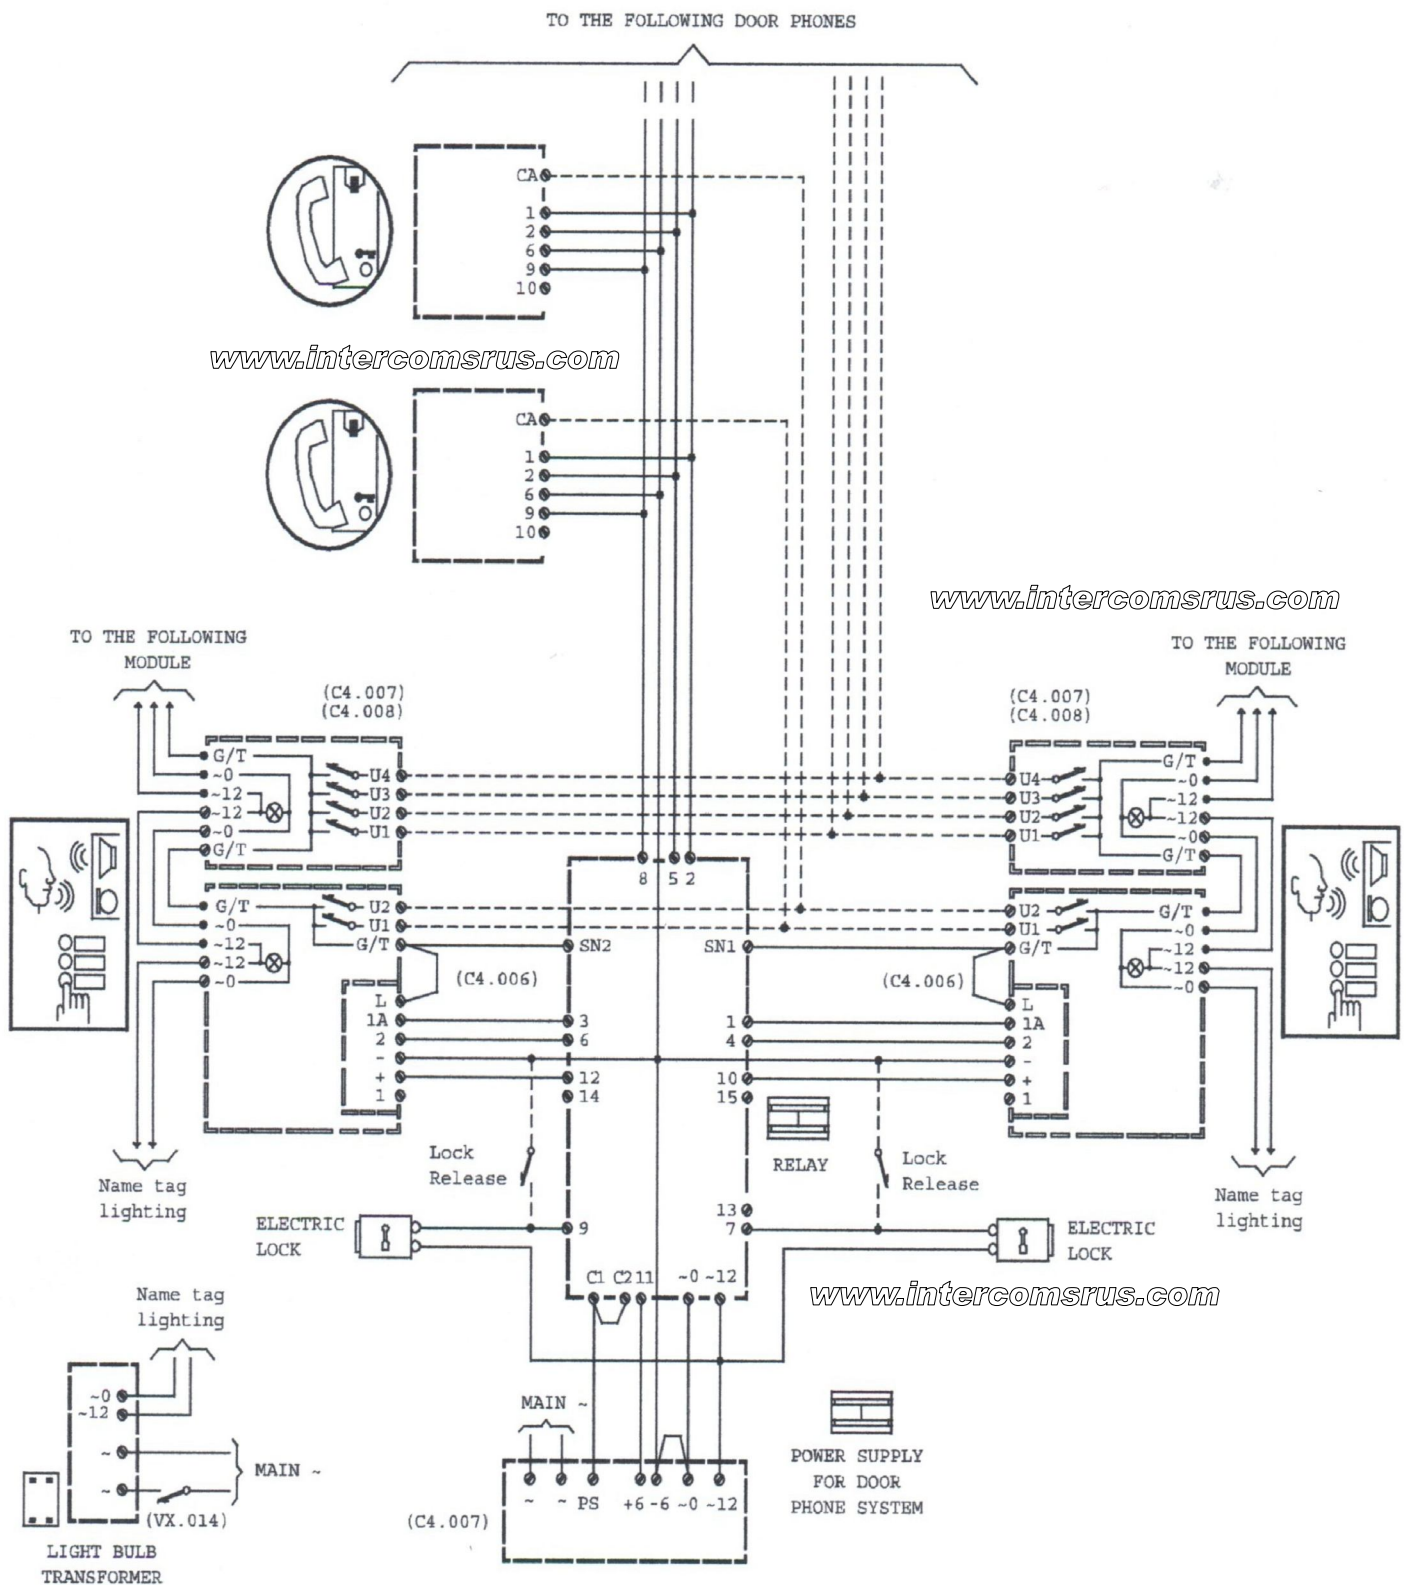 TO THE FOLLOWING DOOR PHONES
CA
1
2
6
9
10
www.intercomsrus.com
CA
1
2
6
9
10
www.intercomsrus.com
TO THE FOLLOWING
MODULE
(C4.007)
(C4.008)
G/T
~0
~12
~12
~0
G/T
U4
U3
U2
U1
TO THE FOLLOWING
MODULE
(C4.007)
(C4.008)
U4
U3
U2
U1
G/T
~0
~12
~12
~0
G/T
8 5 2
G/T
~0
~12
~12
~0
U2
U1
G/T
(C4.006)
L
1A
2
-
+
1
SN2
3
6
12
14
9
SN1
1
4
10
15
13
7
C1 C2 11 ~0 ~12
(C4.006)
U2
U1
G/T
L
1A
2
-
+
1
G/T
~0
~12
~12
~0
RELAY
Lock
Release
Lock
Release
Name tag
lighting
Name tag
lighting
ELECTRIC
LOCK
ELECTRIC
LOCK
www.intercomsrus.com
Name tag
lighting
~0
~12
~
~
MAIN ~
(VX.014)
LIGHT BULB
TRANSFORMER
MAIN ~
~ ~ PS +6 -6 ~0 ~12
(C4.007)
POWER SUPPLY
FOR DOOR
PHONE SYSTEM